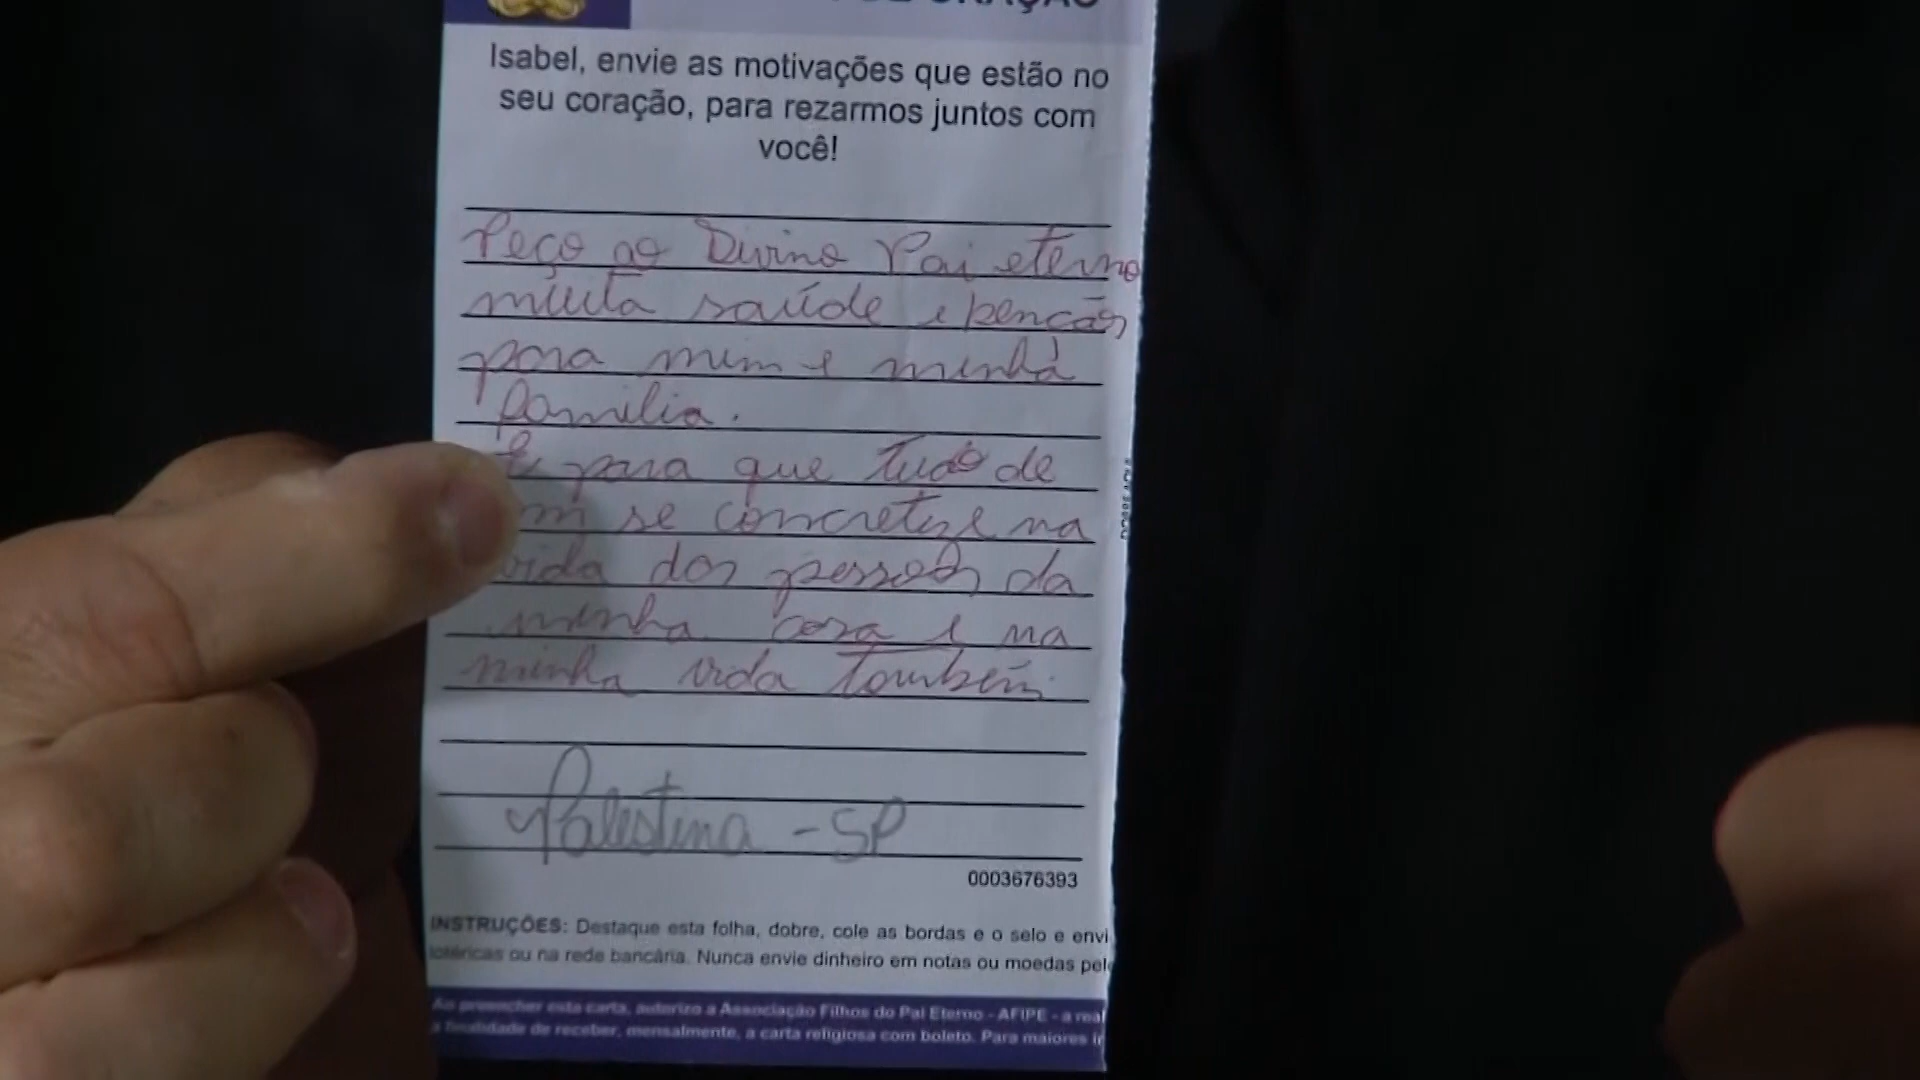 CORAÇÃO
Isabel, envie as motivações que estão no
seu coração, para rezarmos juntos com
você!
Peço ao Divino Pai eterno
muita saúde e bençãos
para mim e minha
familia.
E para que tudo de
se concretize na
vida das pessoas da
minha casa e na
minha vida também
Palestina - SP
0003676393
INSTRUÇÕES: Destaque esta folha, dobre, cole as bordas e o selo e envi
lotéricas ou na rede bancária. Nunca envie dinheiro em notas ou moedas pel
Ao preencher esta carta, autorizo a Associação Filhos do Pai Eterno - AFIPE - a real
a finalidade de receber, mensalmente, a carta religiosa com boleto. Para maiores i